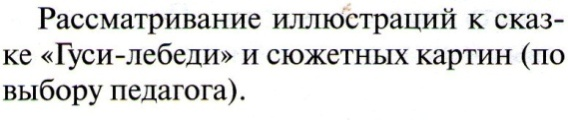 Рассматривание иллюстраций к сказ-
ке «Гуси-лебеди» и сюжетных картин (по
выбору педагога).